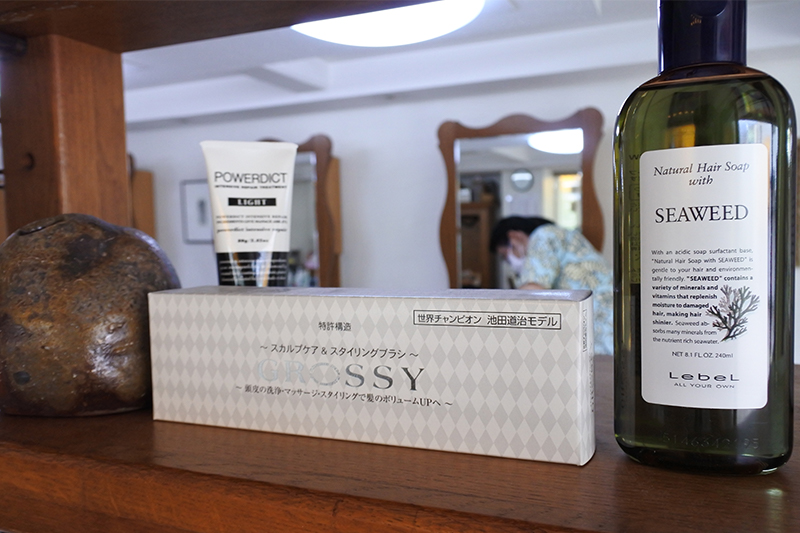 POWERDICT
INTENSIVE REPAIR TREATMENT
LIGHT
特許構造
世界チャンピオン 池田道治モデル
～ スカルプケア & スタイリングブラシ ～
SSY
～ 頭皮の洗浄・マッサージ・スタイリングで髪のボリュームUPへ ～
Natural Hair Soap
with
SEAWEED
With an acidic soap surfactant base,
"Natural Hair Soap with SEAWEED" is
gentle to your hair and environmen-
tally friendly. "SEAWEED" contains a
variety of minerals and
vitamins that replenish
moisture to damaged
hair, making hair
shinier. Seaweed ab-
sorbs many minerals from
the nutrient rich seawater.
NET 8.1 FL. OZ. 240ml
LebeL
ALL YOUR OWN